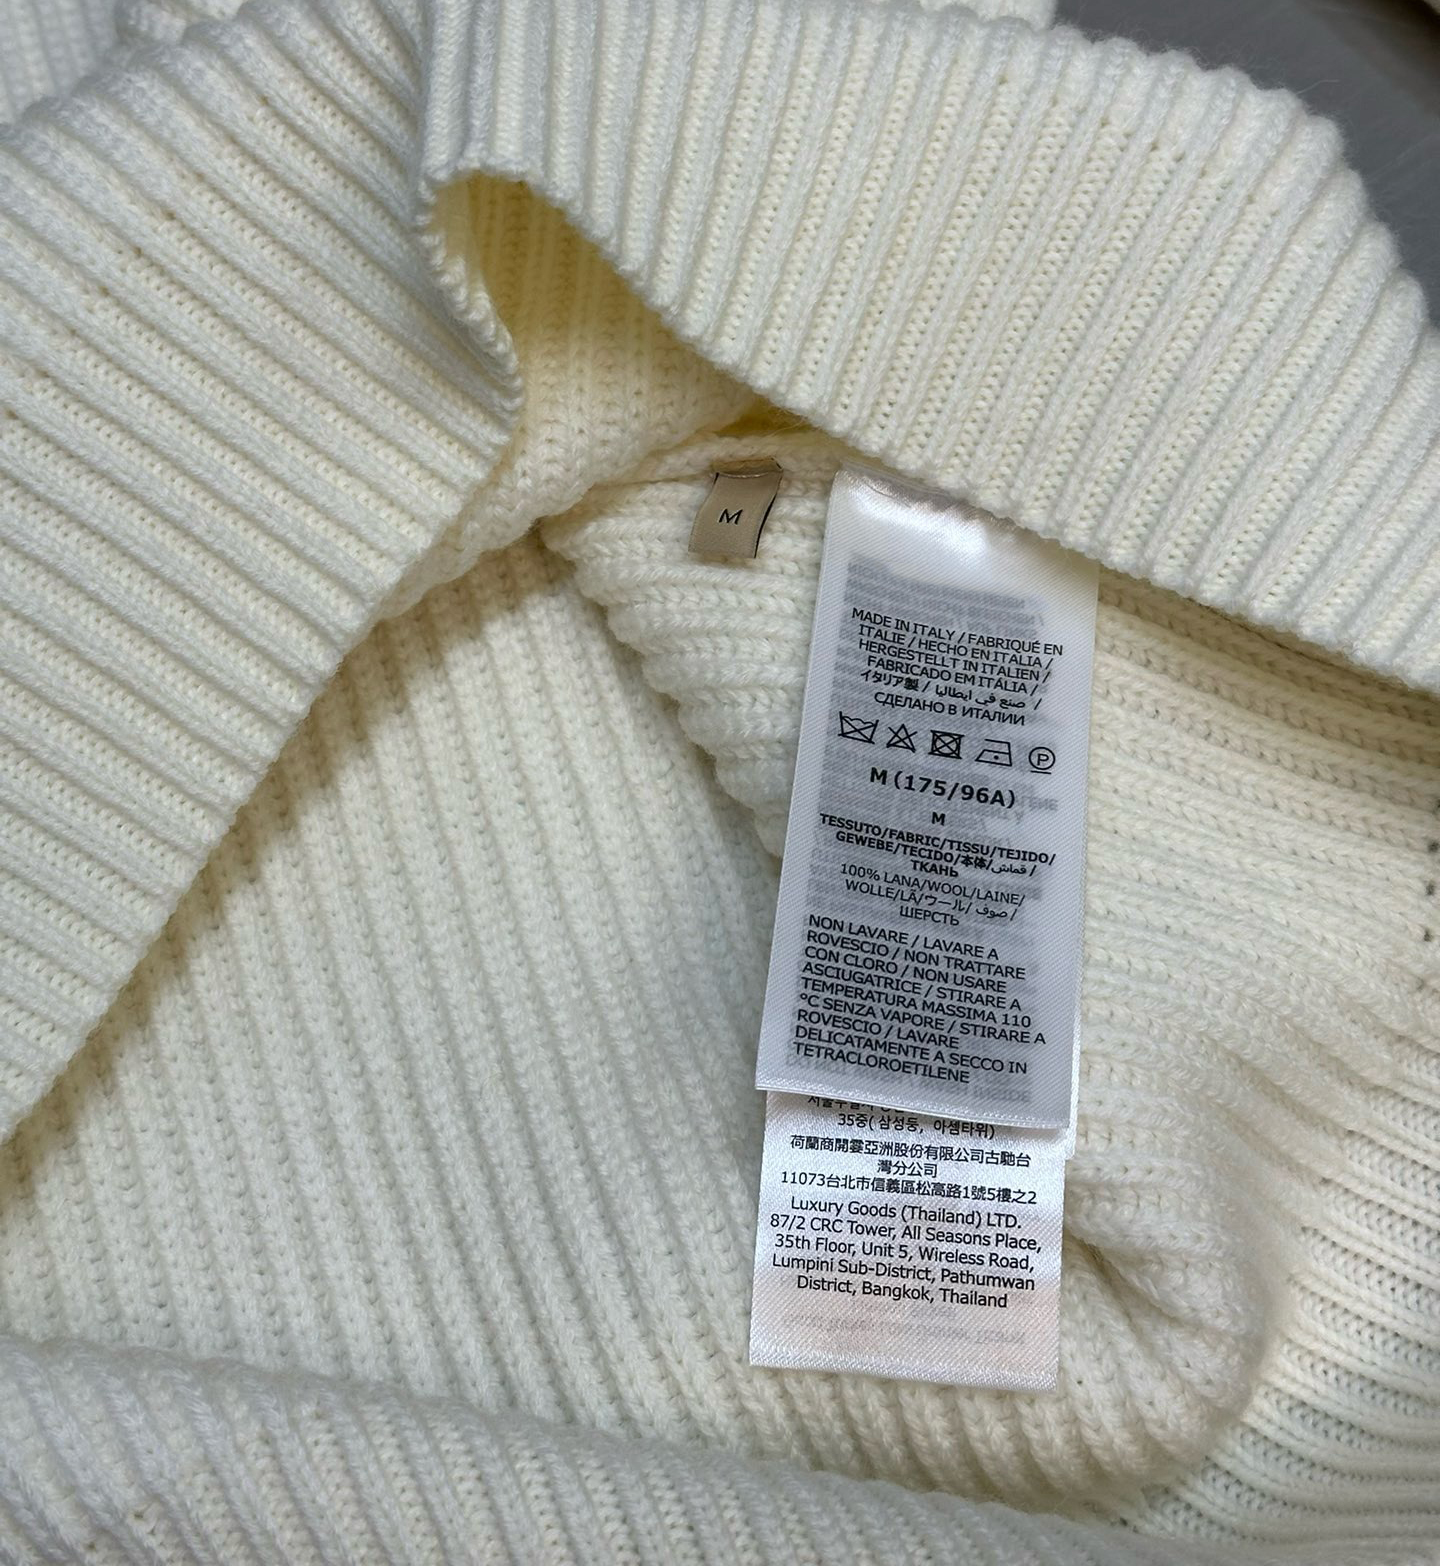 M
MADE IN ITALY / FABRIQUÉ EN
ITALIE / HECHO EN ITALIA /
HERGESTELLT IN ITALIEN /
FABRICADO EM ITÁLIA /
イタリア製 / صنع في ايطاليا /
СДЕЛАНО В ИТАЛИИ
P
M (175/96A)
M
TESSUTO/FABRIC/TISSU/TEJIDO/
GEWEBE/TECIDO/本体/قماش /
ТКАНЬ
100% LANA/WOOL/LAINE/
WOLLE/LÃ/ウール/ صوف /
ШЕРСТЬ
NON LAVARE / LAVARE A
ROVESCIO / NON TRATTARE
CON CLORO / NON USARE
ASCIUGATRICE / STIRARE A
TEMPERATURA MASSIMA 110
°C SENZA VAPORE / STIRARE A
ROVESCIO / LAVARE
DELICATAMENTE A SECCO IN
TETRACLOROETILENE
35중( 삼성동, 아셈타워)
荷蘭商開雲亞洲股份有限公司古馳台
灣分公司
11073台北市信義區松高路1號5樓之2
Luxury Goods (Thailand) LTD.
87/2 CRC Tower, All Seasons Place,
35th Floor, Unit 5, Wireless Road,
Lumpini Sub-District, Pathumwan
District, Bangkok, Thailand